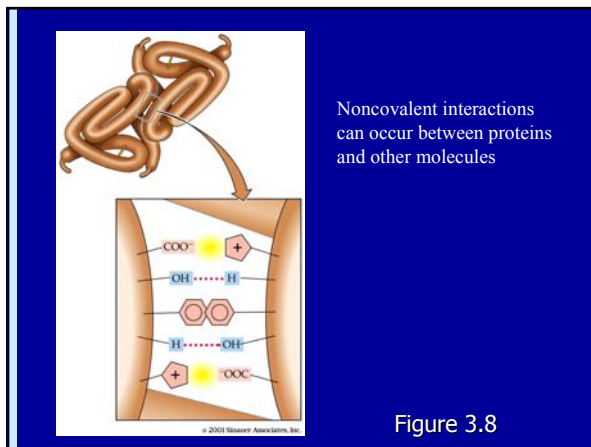 Noncovalent interactions
can occur between proteins
and other molecules
COO⁻ +
OH H
H OH
+ ⁻OOC
© 2001 Sinauer Associates, Inc.
Figure 3.8